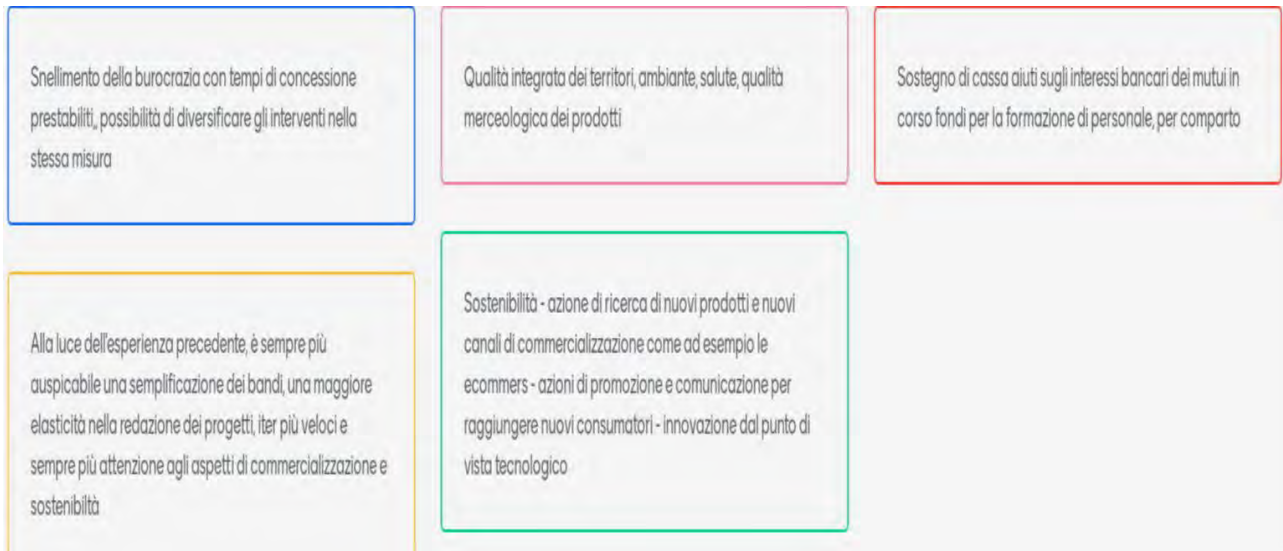 Snellimento della burocrazia con tempi di concessione
prestabiliti,, possibilità di diversificare gli interventi nella
stessa misura
Qualità integrata dei territori, ambiante, salute, qualità
merceologica dei prodotti
Sostegno di cassa aiuti sugli interessi bancari dei mutui in
corso fondi per la formazione di personale, per comparto
Alla luce dell'esperienza precedente, è sempre più
auspicabile una semplificazione dei bandi, una maggiore
elasticità nella redazione dei progetti, iter più veloci e
sempre più attenzione agli aspetti di commercializzazione e
sostenibiltà
Sostenibilità - azione di ricerca di nuovi prodotti e nuovi
canali di commercializzazione come ad esempio le
ecommers - azioni di promozione e comunicazione per
raggiungere nuovi consumatori - innovazione dal punto di
vista tecnologico